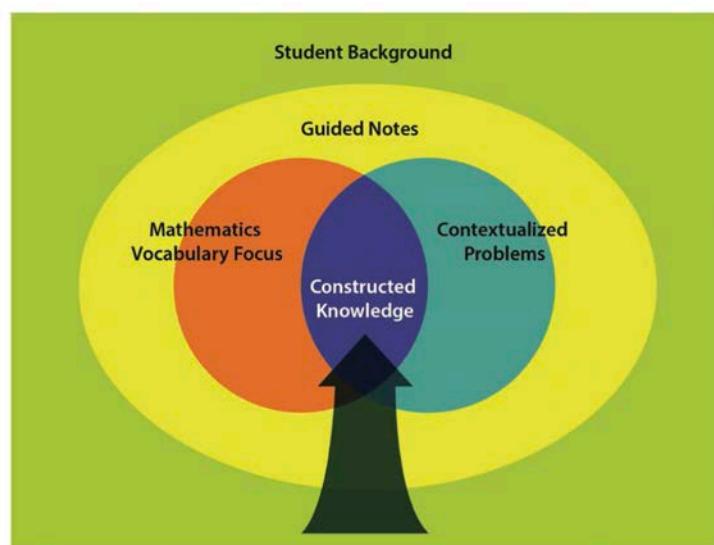 Student Background
Guided Notes
Mathematics
Vocabulary Focus
Contextualized
Problems
Constructed
Knowledge